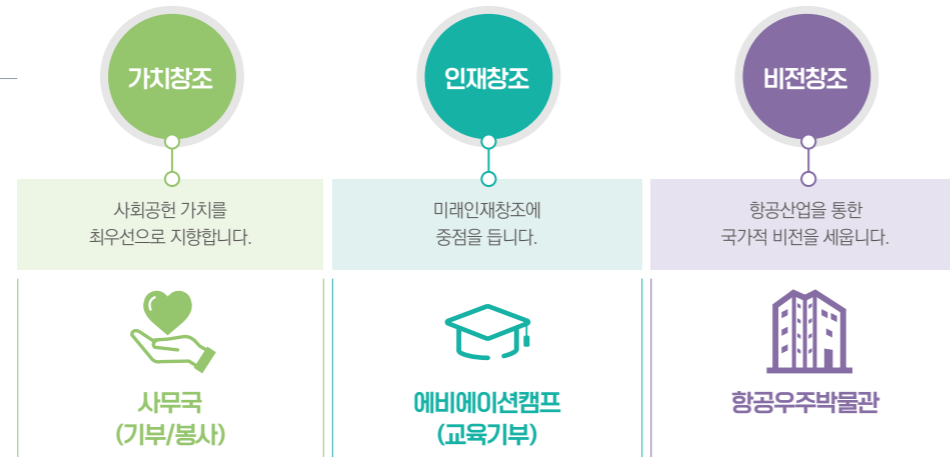 가치창조
인재창조
비전창조
사회공헌 가치를
최우선으로 지향합니다.
미래인재창조에
중점을 듭니다.
항공산업을 통한
국가적 비전을 세웁니다.
사무국
(기부/봉사)
에비에이션캠프
(교육기부)
항공우주박물관